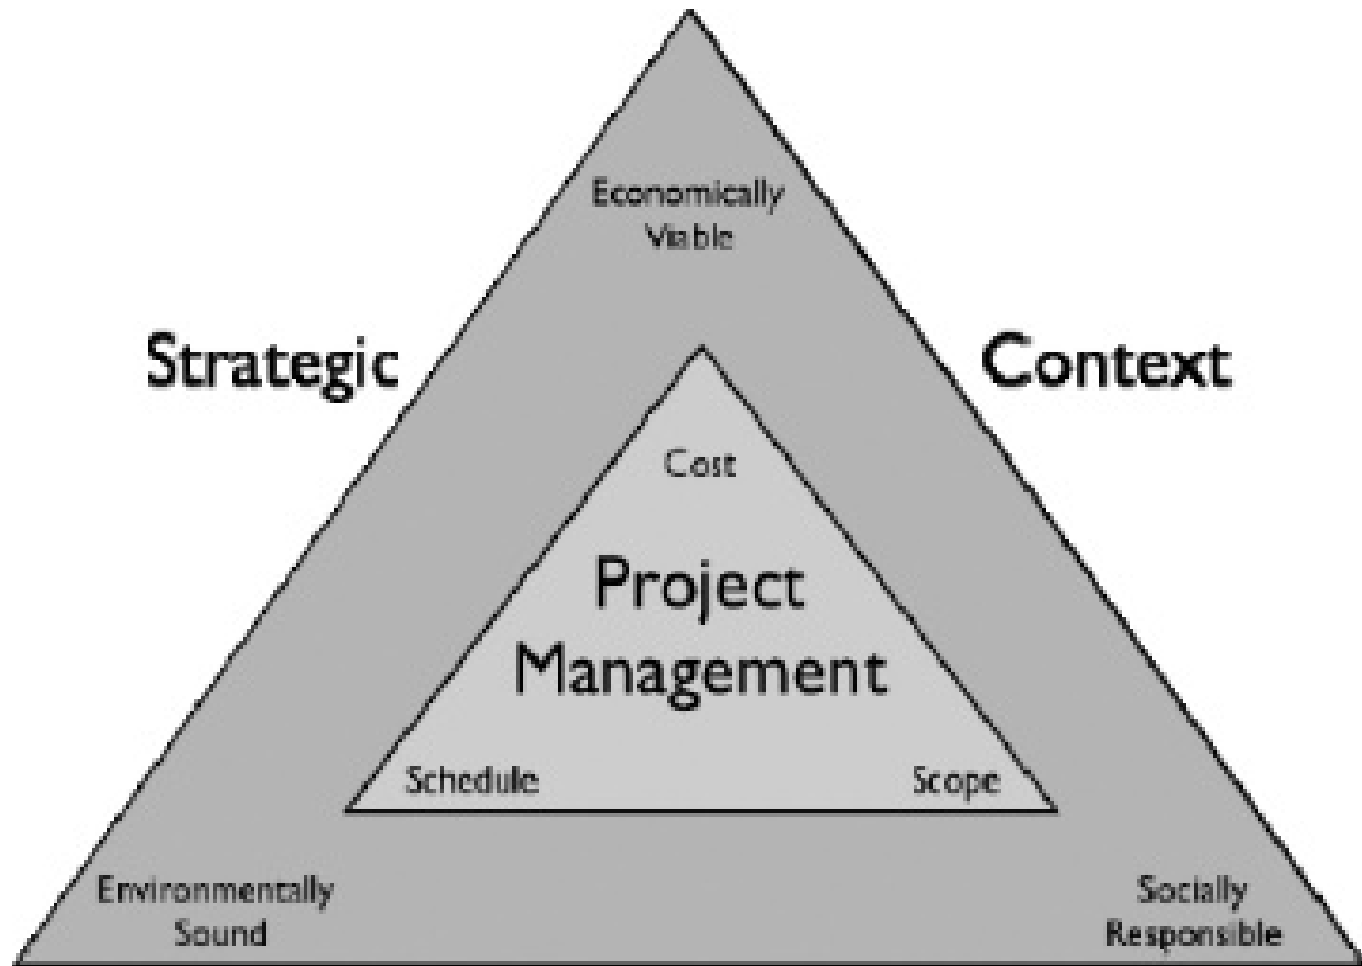 Economically
Viable
Strategic
Context
Cost
Project
Management
Schedule
Scope
Environmentally
Sound
Socially
Responsible